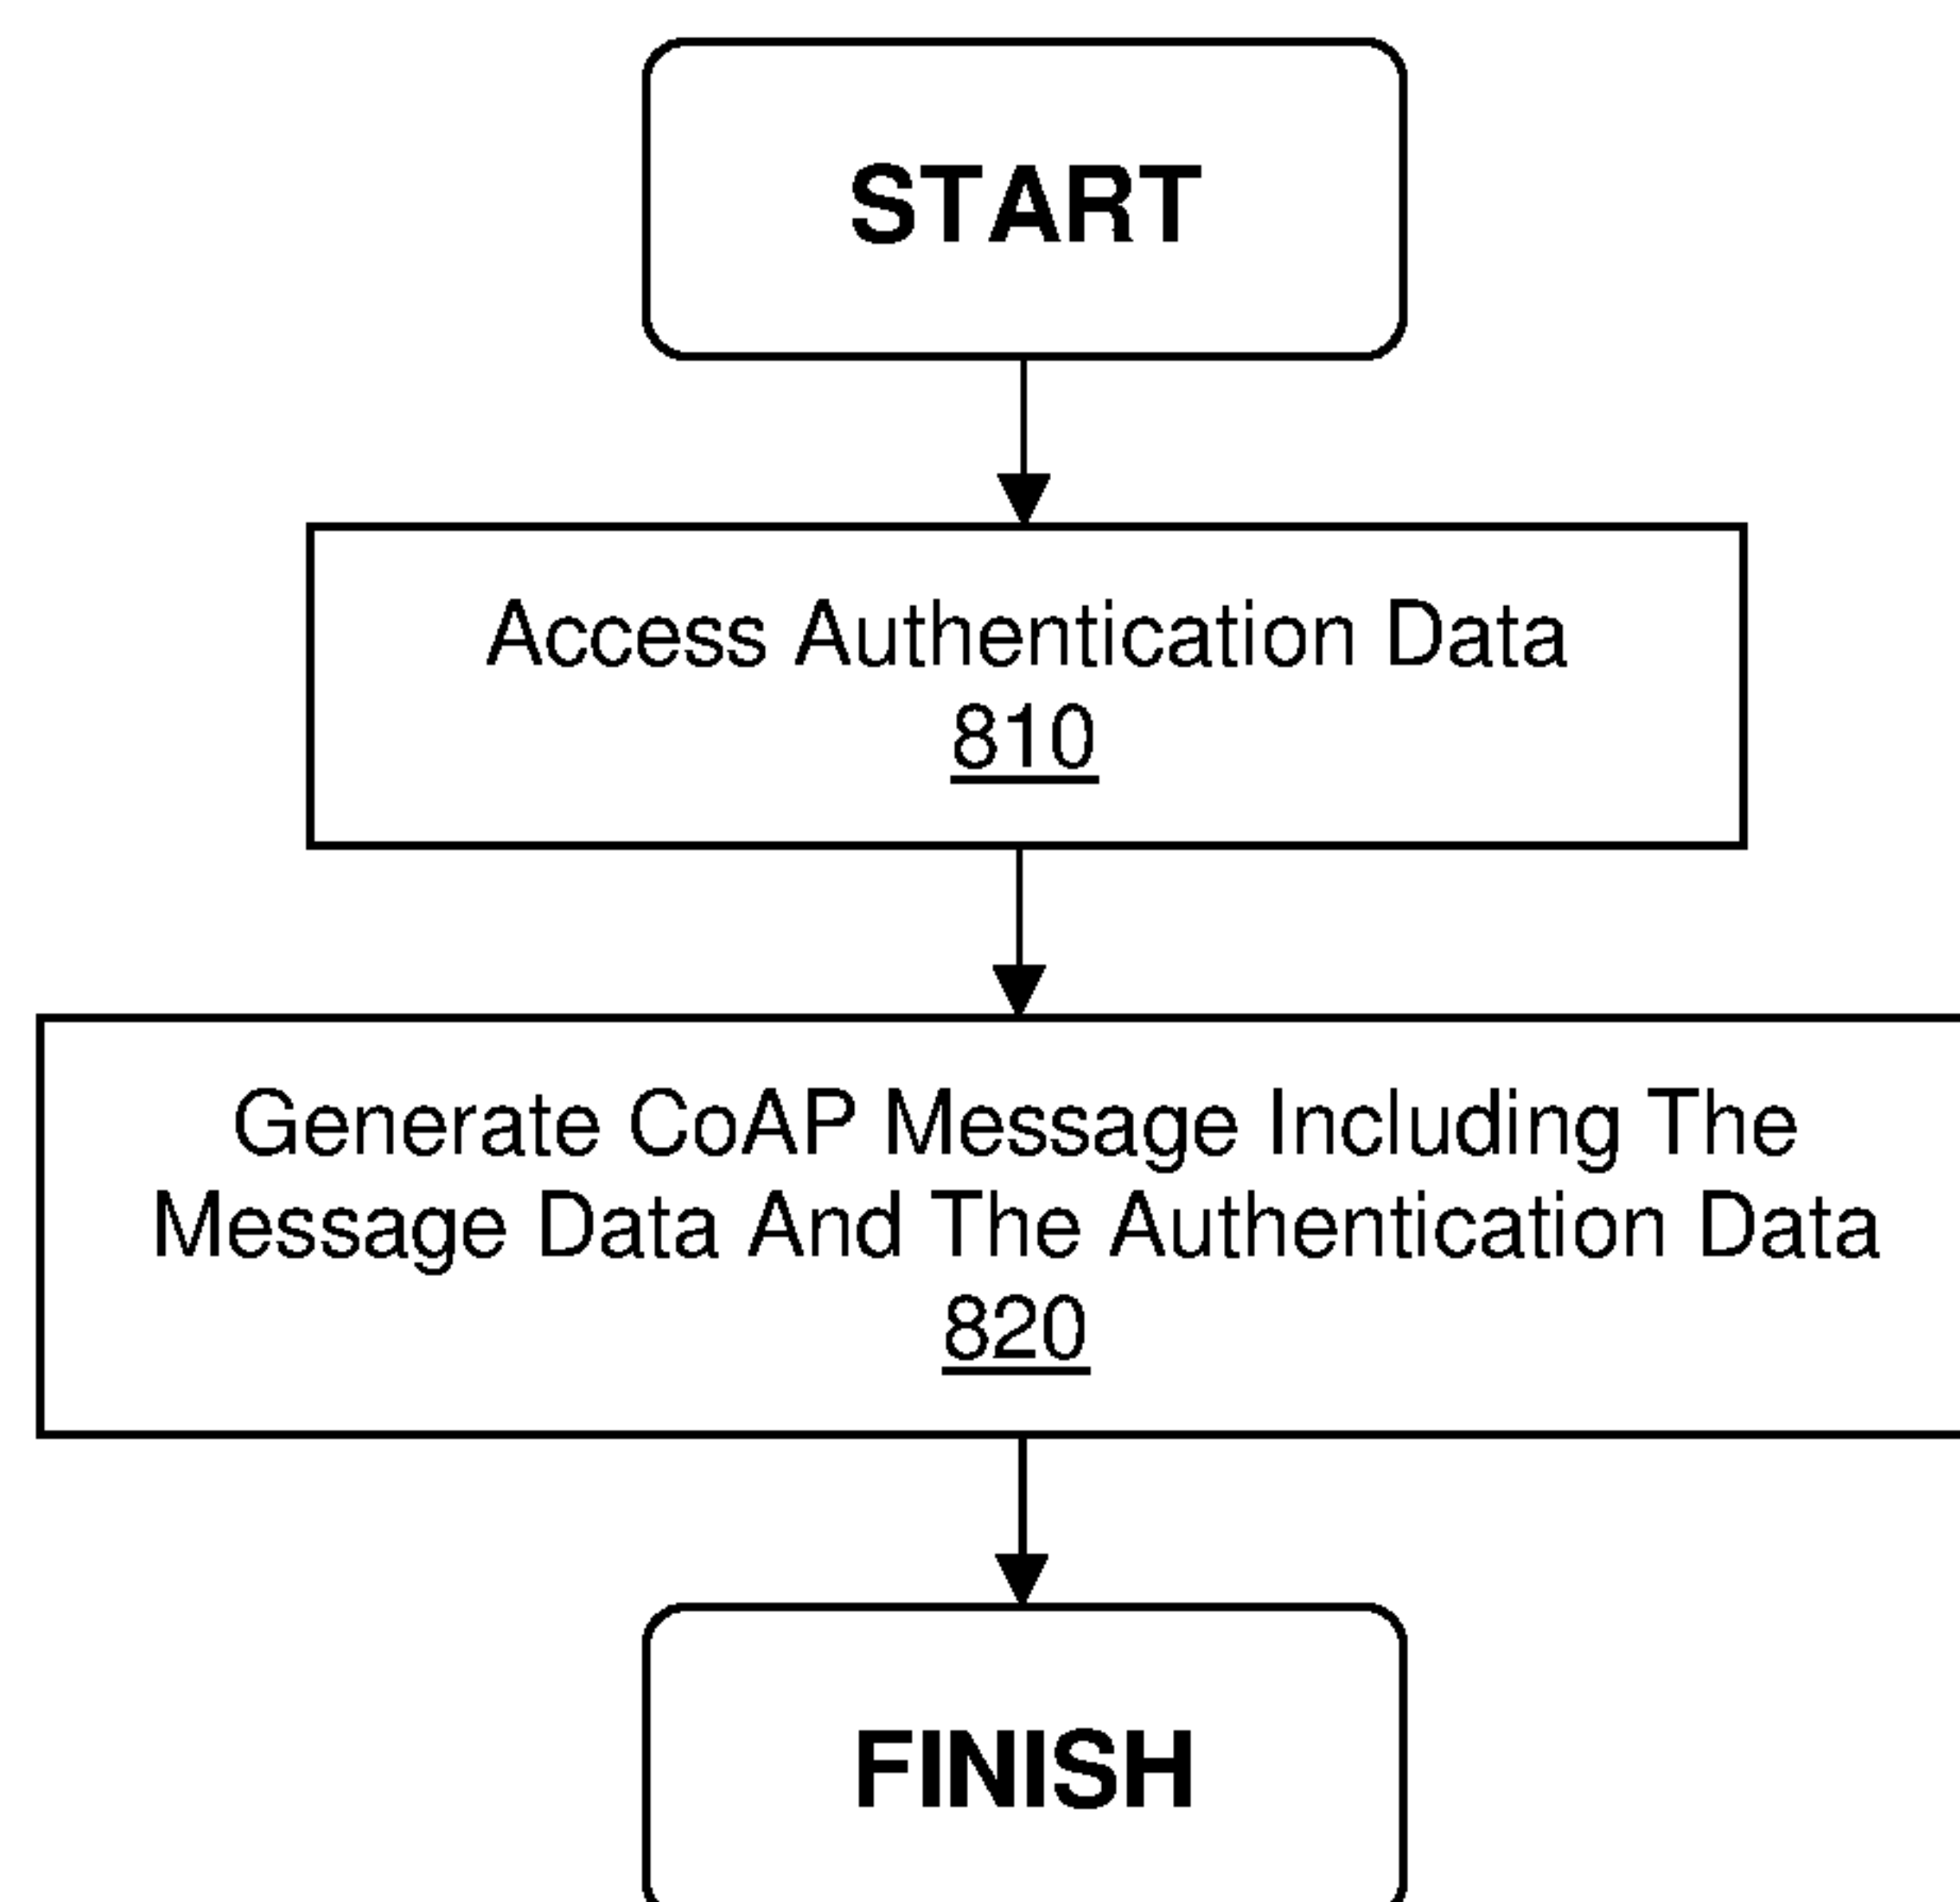 START
Access Authentication Data
810
Generate CoAP Message Including The
Message Data And The Authentication Data
820
FINISH